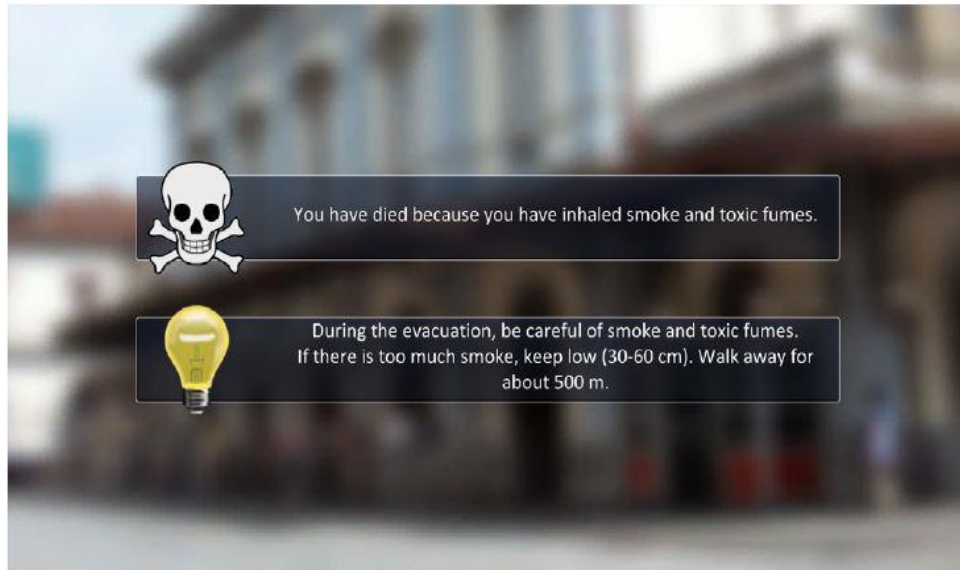 You have died because you have inhaled smoke and toxic fumes.
During the evacuation, be careful of smoke and toxic fumes.
If there is too much smoke, keep low (30-60 cm). Walk away for
about 500 m.